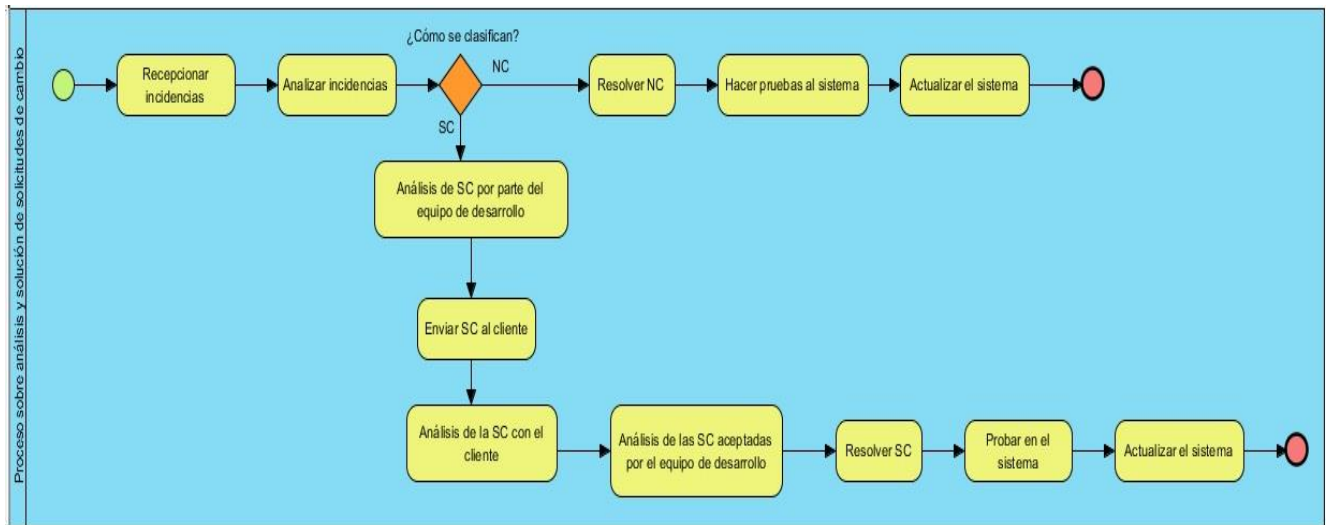 Proceso sobre análisis y solución de solicitudes de cambio
¿Cómo se clasifican?
Recepcionar
incidencias
Analizar incidencias
NC
Resolver NC
Hacer pruebas al sistema
Actualizar el sistema
SC
Análisis de SC por parte del
equipo de desarrollo
Enviar SC al cliente
Análisis de la SC con el
cliente
Análisis de las SC aceptadas
por el equipo de desarrollo
Resolver SC
Probar en el
sistema
Actualizar el sistema